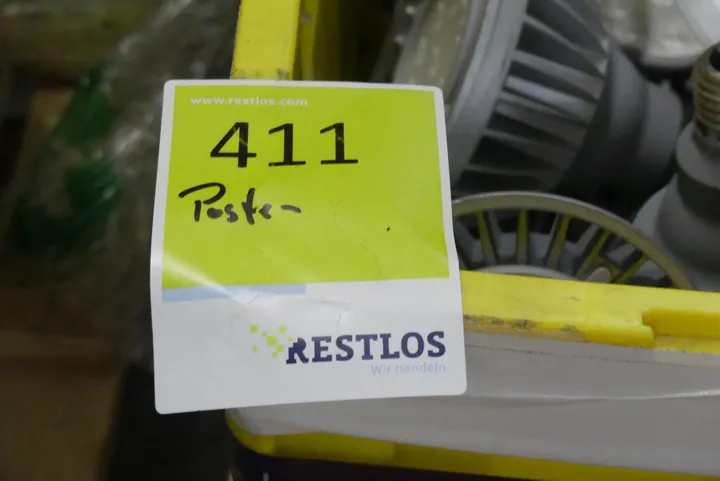 www.restlos.com
411
Posten
RESTLOS
Wir handeln.